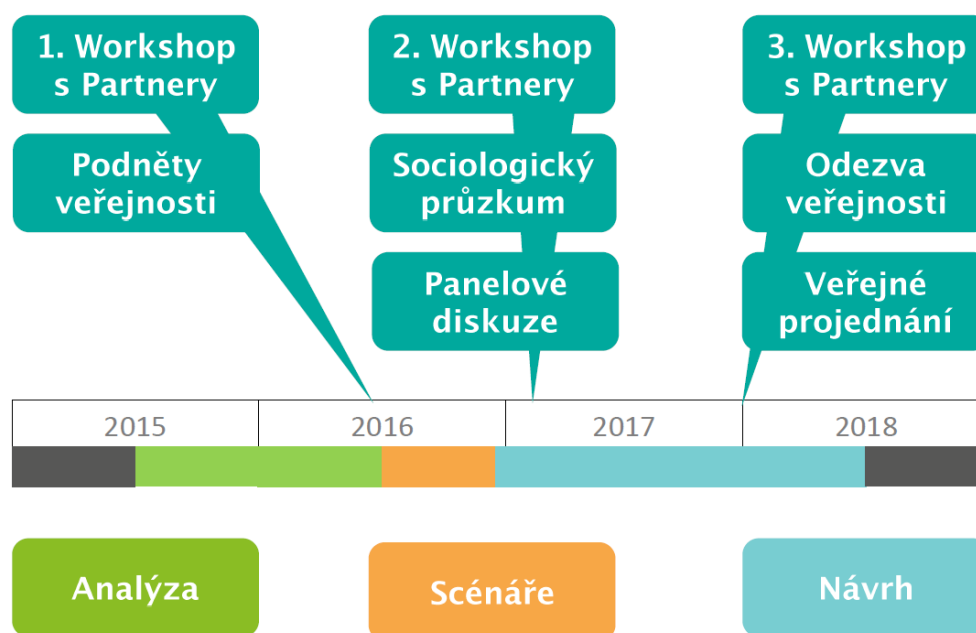 1. Workshop
s Partnery
2. Workshop
s Partnery
3. Workshop
s Partnery
Podněty
veřejnosti
Sociologický
průzkum
Odezva
veřejnosti
Panelové
diskuze
Veřejné
projednání
2015
2016
2017
2018
Analýza
Scénáře
Návrh